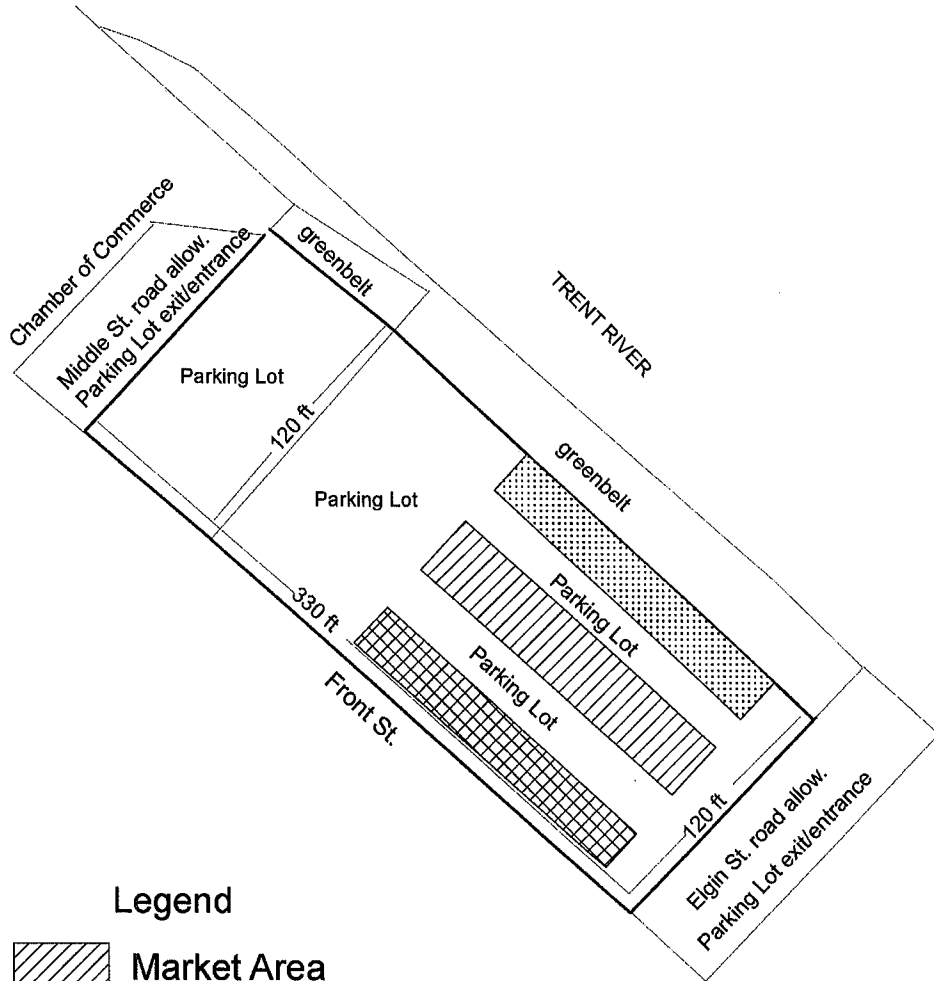 Chamber of Commerce
Middle St. road allow.
Parking Lot exit/entrance
greenbelt
TRENT RIVER
Parking Lot
120 ft
Parking Lot
greenbelt
Parking Lot
330 ft
Parking Lot
Front St.
120 ft
Elgin St. road allow.
Parking Lot exit/entrance
Legend
Market Area